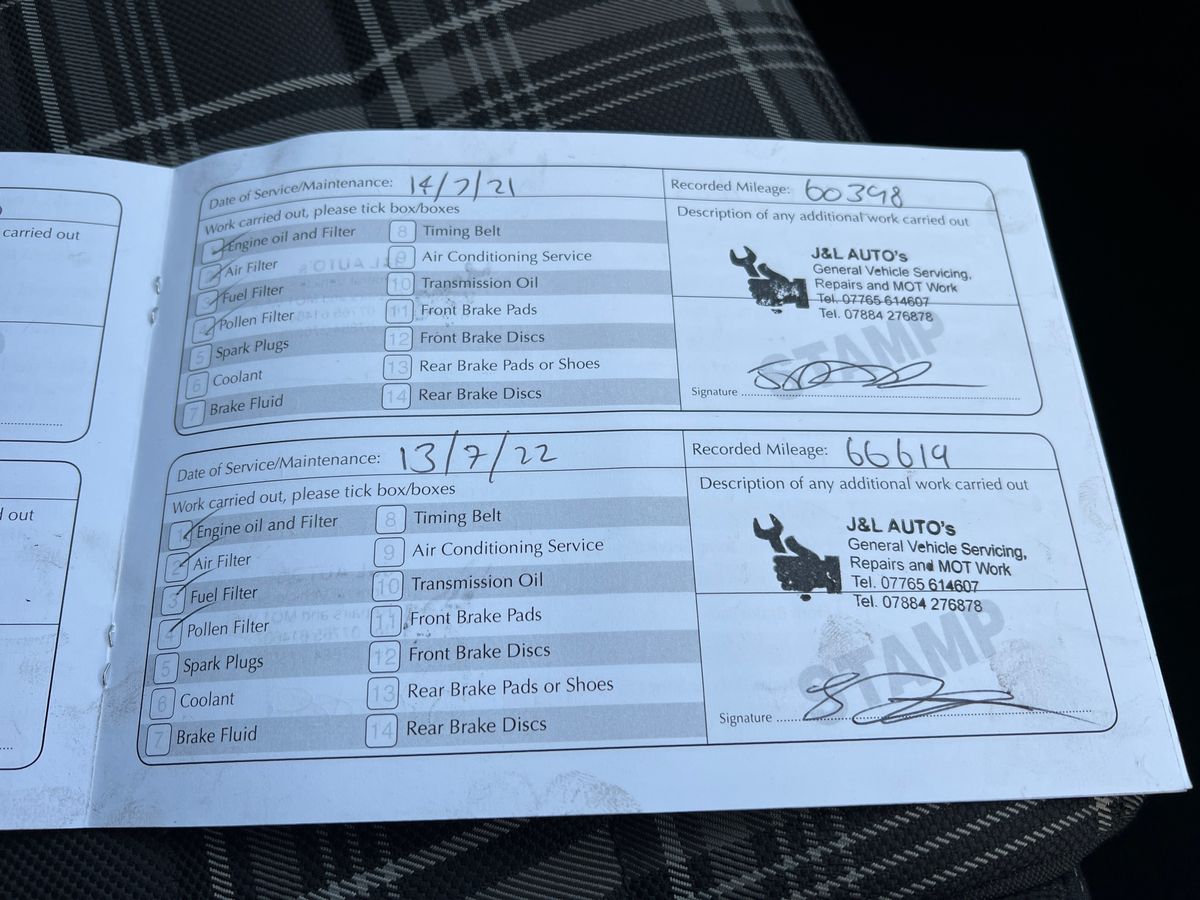 carried out
out
Date of Service/Maintenance: 14/7/21
Recorded Mileage: 60398
Work carried out, please tick box/boxes
Description of any additional work carried out
1 Engine oil and Filter
2 Air Filter
3 Fuel Filter
4 Pollen Filter
5 Spark Plugs
6 Coolant
7 Brake Fluid
8 Timing Belt
9 Air Conditioning Service
10 Transmission Oil
11 Front Brake Pads
12 Front Brake Discs
13 Rear Brake Pads or Shoes
14 Rear Brake Discs
J&L AUTO's
General Vehicle Servicing,
Repairs and MOT Work
Tel. 07765 614607
Tel. 07884 276878
STAMP
Signature
Date of Service/Maintenance: 13/7/22
Recorded Mileage: 66619
Work carried out, please tick box/boxes
Description of any additional work carried out
1 Engine oil and Filter
2 Air Filter
3 Fuel Filter
4 Pollen Filter
5 Spark Plugs
6 Coolant
7 Brake Fluid
8 Timing Belt
9 Air Conditioning Service
10 Transmission Oil
11 Front Brake Pads
12 Front Brake Discs
13 Rear Brake Pads or Shoes
14 Rear Brake Discs
J&L AUTO's
General Vehicle Servicing,
Repairs and MOT Work
Tel. 07765 614607
Tel. 07884 276878
STAMP
Signature